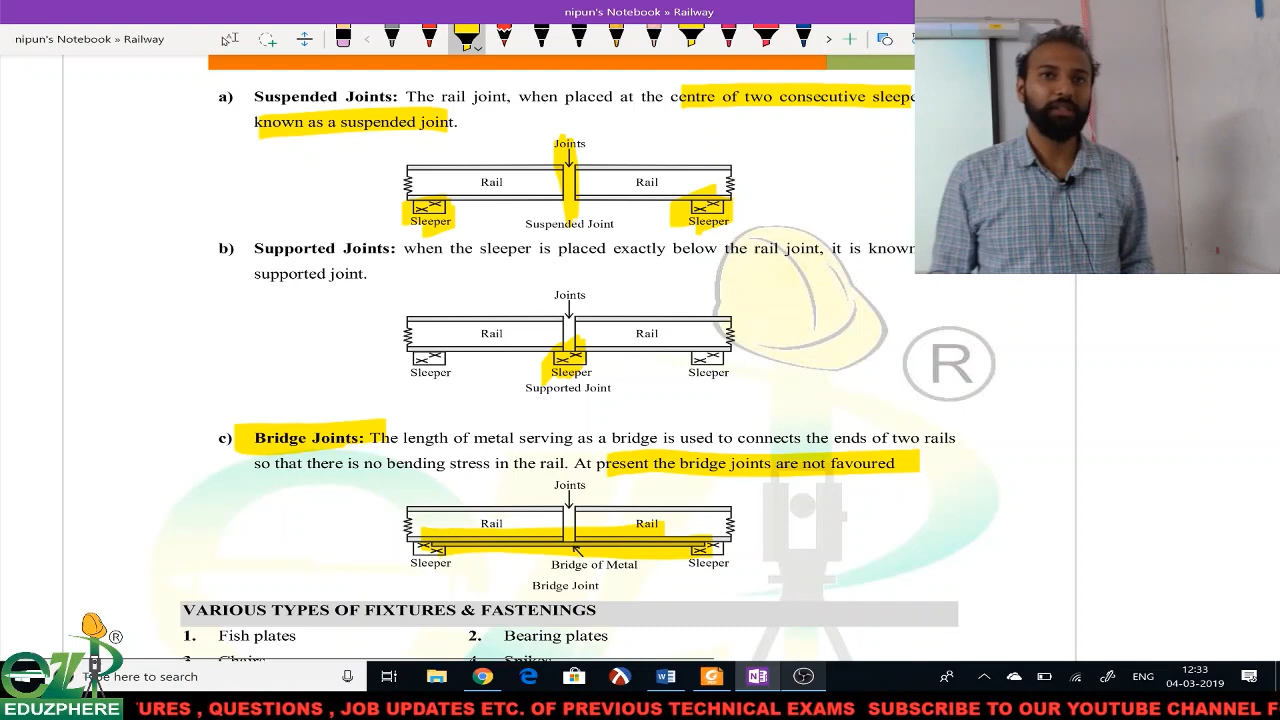 nipun's Notebook » Railway
nipun's Notebook » Railway
a) Suspended Joints: The rail joint, when placed at the centre of two consecutive
known as a suspended joint.
Joints
Rail Rail
Sleeper Suspended Joint Sleeper
b) Supported Joints: when the sleeper is placed exactly below the rail joint, it is known
supported joint.
Joints
Rail Rail
Sleeper Sleeper Sleeper
Supported Joint
R
c) Bridge Joints: The length of metal serving as a bridge is used to connects the ends of two rails
so that there is no bending stress in the rail. At present the bridge joints are not favoured
Joints
Rail Rail
Sleeper Bridge of Metal Sleeper
Bridge Joint
VARIOUS TYPES OF FIXTURES & FASTENINGS
1. Fish plates 2. Bearing plates
3. Chairs 4. Spikes
R
here to search
ENG
12:33
04-03-2019
EDUZPHERE
URES , QUESTIONS , JOB UPDATES ETC. OF PREVIOUS TECHNICAL EXAMS SUBSCRIBE TO OUR YOUTUBE CHANNEL F